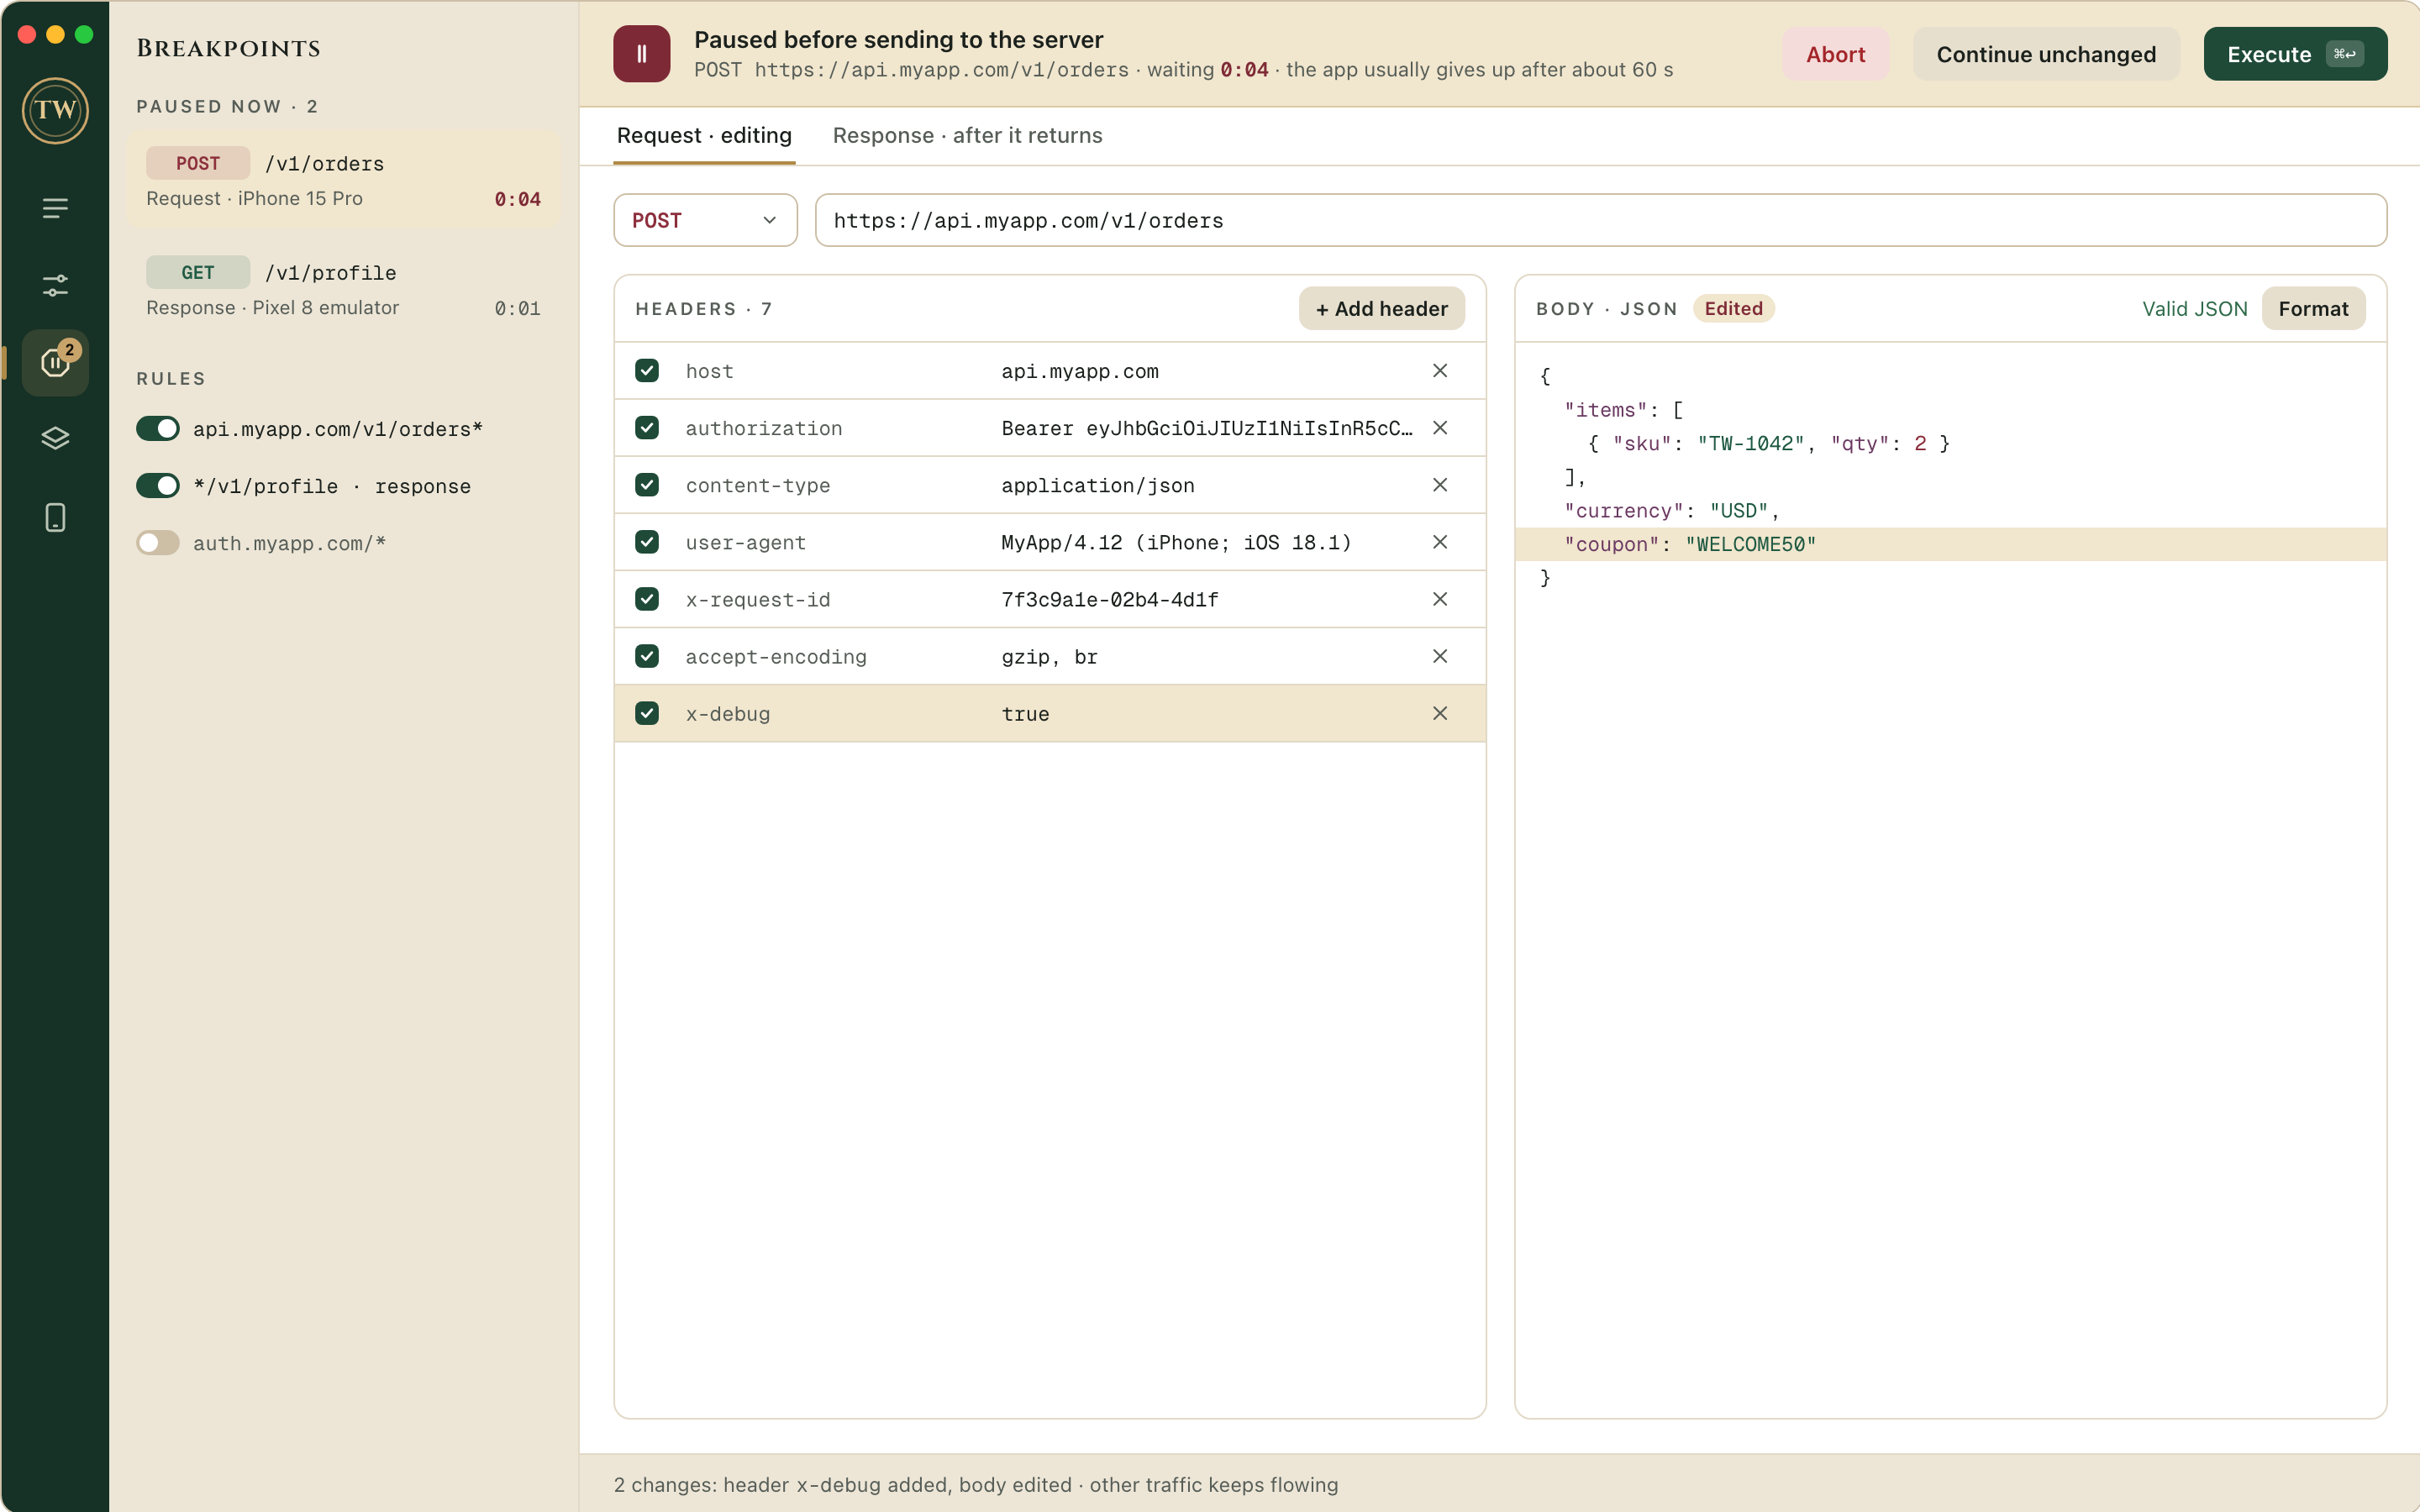 TW
2
BREAKPOINTS
PAUSED NOW · 2
POST /v1/orders
Request · iPhone 15 Pro 0:04
GET /v1/profile
Response · Pixel 8 emulator 0:01
RULES
api.myapp.com/v1/orders*
*/v1/profile · response
auth.myapp.com/*
Paused before sending to the server
POST https://api.myapp.com/v1/orders · waiting 0:04 · the app usually gives up after about 60 s
Abort
Continue unchanged
Execute ⌘↩
Request · editing
Response · after it returns
POST
https://api.myapp.com/v1/orders
HEADERS · 7
+ Add header
host api.myapp.com
authorization Bearer eyJhbGciOiJIUzI1NiIsInR5cC…
content-type application/json
user-agent MyApp/4.12 (iPhone; iOS 18.1)
x-request-id 7f3c9a1e-02b4-4d1f
accept-encoding gzip, br
x-debug true
BODY · JSON Edited
Valid JSON
Format
{
"items": [
{ "sku": "TW-1042", "qty": 2 }
],
"currency": "USD",
"coupon": "WELCOME50"
}
2 changes: header x-debug added, body edited · other traffic keeps flowing